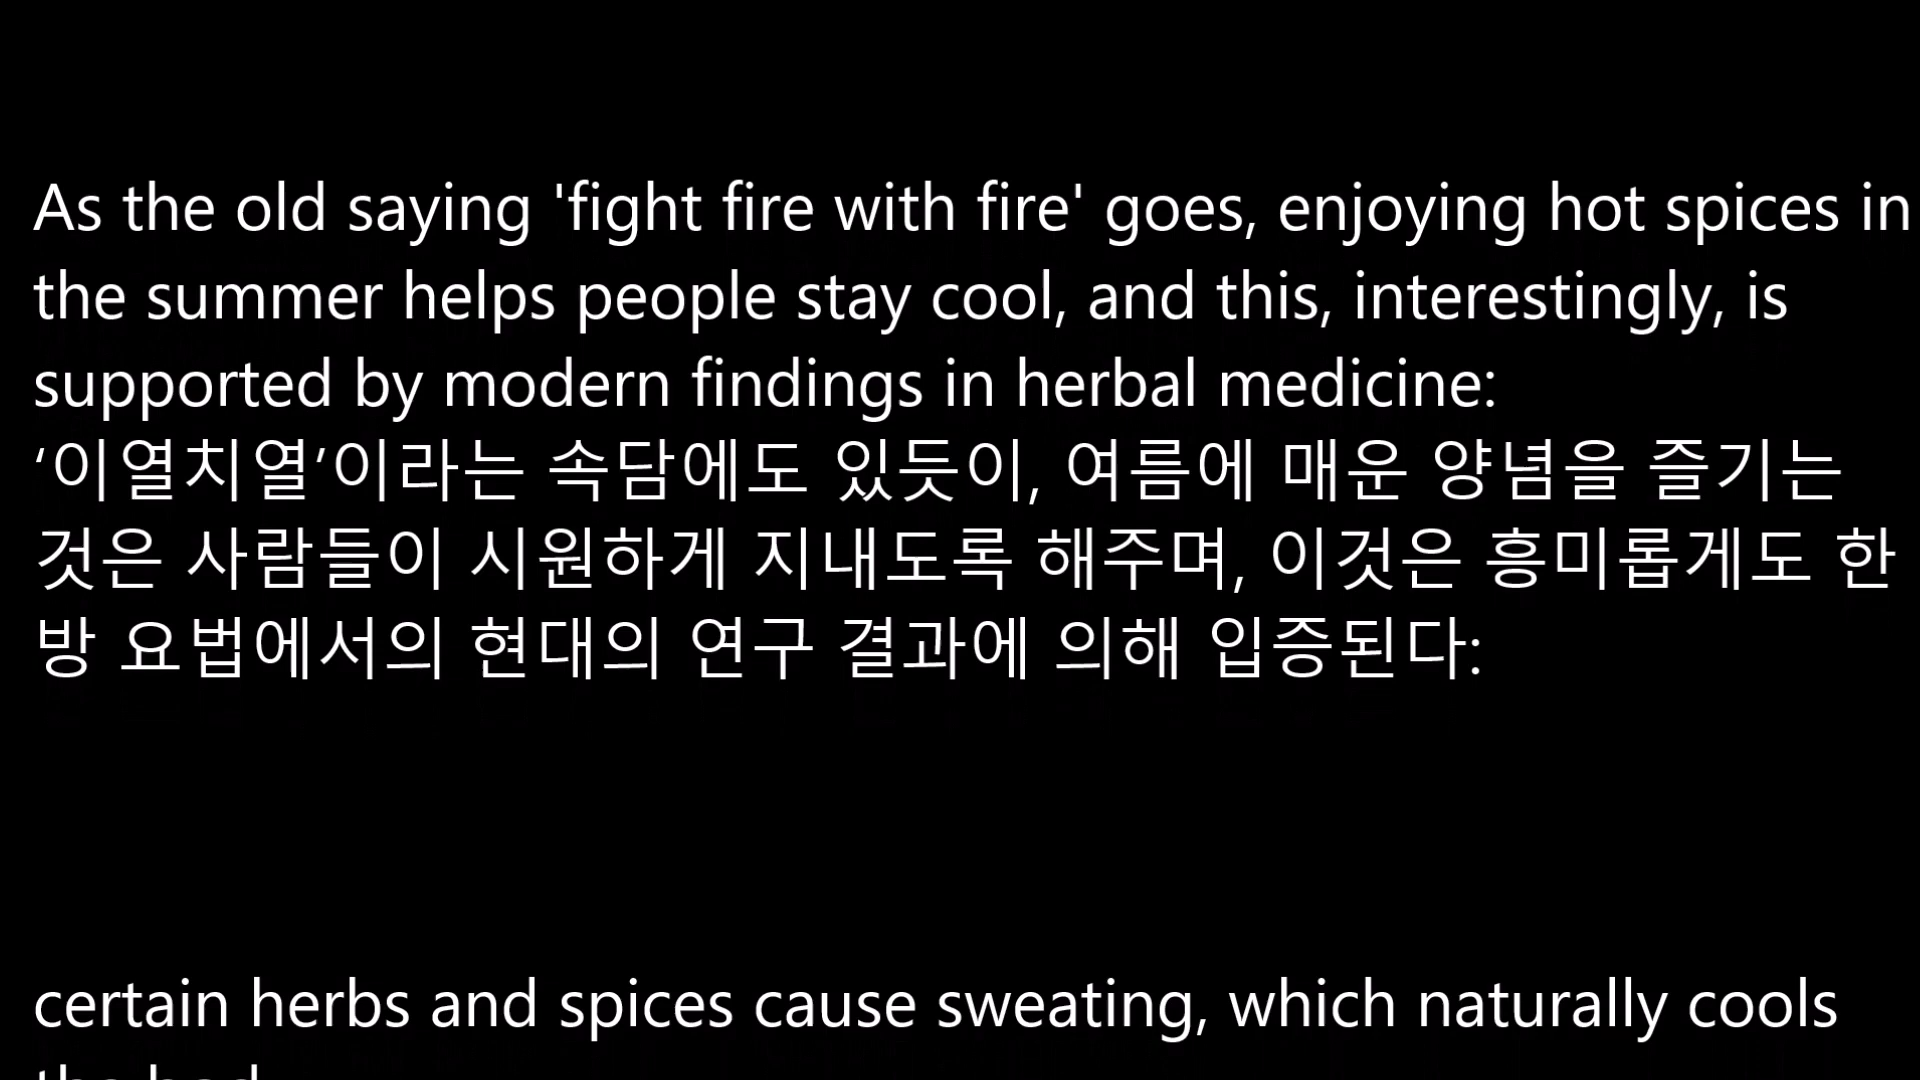 As the old saying 'fight fire with fire' goes, enjoying hot spices in
the summer helps people stay cool, and this, interestingly, is
supported by modern findings in herbal medicine:
‘이열치열’이라는 속담에도 있듯이, 여름에 매운 양념을 즐기는
것은 사람들이 시원하게 지내도록 해주며, 이것은 흥미롭게도 한
방 요법에서의 현대의 연구 결과에 의해 입증된다:
certain herbs and spices cause sweating, which naturally cools